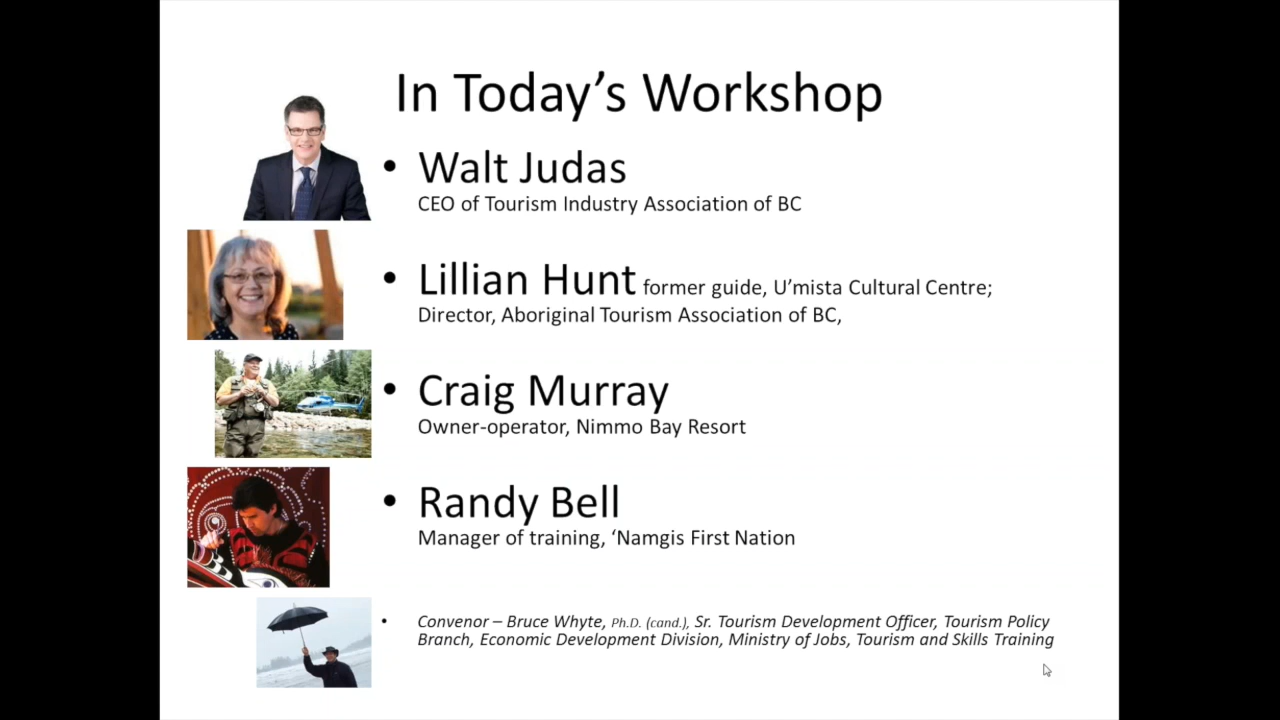 In Today’s Workshop
• Walt Judas
CEO of Tourism Industry Association of BC
• Lillian Hunt former guide, U’mista Cultural Centre;
Director, Aboriginal Tourism Association of BC,
• Craig Murray
Owner-operator, Nimmo Bay Resort
• Randy Bell
Manager of training, ‘Namgis First Nation
• Convenor – Bruce Whyte, Ph.D. (cand.), Sr. Tourism Development Officer, Tourism Policy
Branch, Economic Development Division, Ministry of Jobs, Tourism and Skills Training